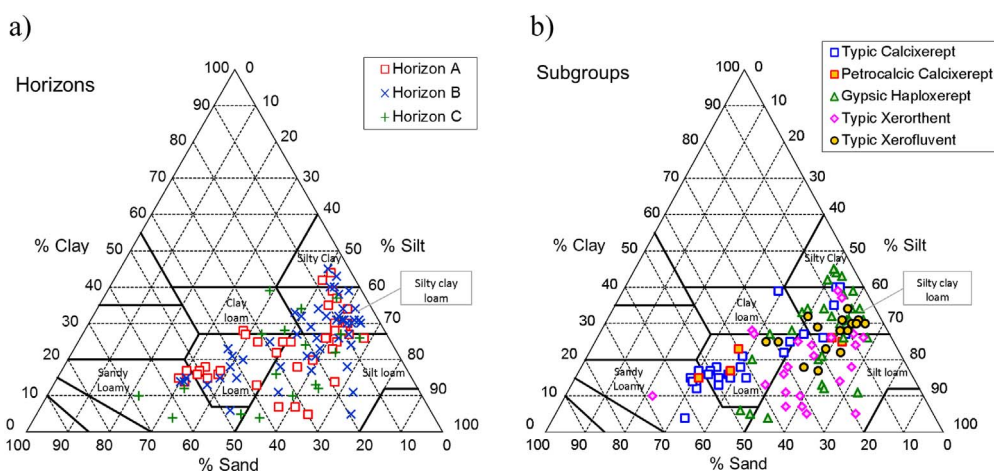 a)
Horizons
Horizon A
Horizon B
Horizon C
100 0
90 10
80 20
70 30
60 40
% Clay 50 50 % Silt
40 60
30 70
20 80
10 90
0 100
100 90 80 70 60 50 40 30 20 10 0
% Sand
Silty Clay
Silty clay
loam
Clay
loam
Sandy
Loamy
Loam
Silt loam
b)
Subgroups
Typic Calcixerept
Petrocalcic Calcixerept
Gypsic Haploxerept
Typic Xerorthent
Typic Xerofluvent
100 0
90 10
80 20
70 30
60 40
% Clay 50 50 % Silt
40 60
30 70
20 80
10 90
0 100
100 90 80 70 60 50 40 30 20 10 0
% Sand
Silty Clay
Silty clay
loam
Clay
loam
Sandy
Loamy
Loam
Silt loam